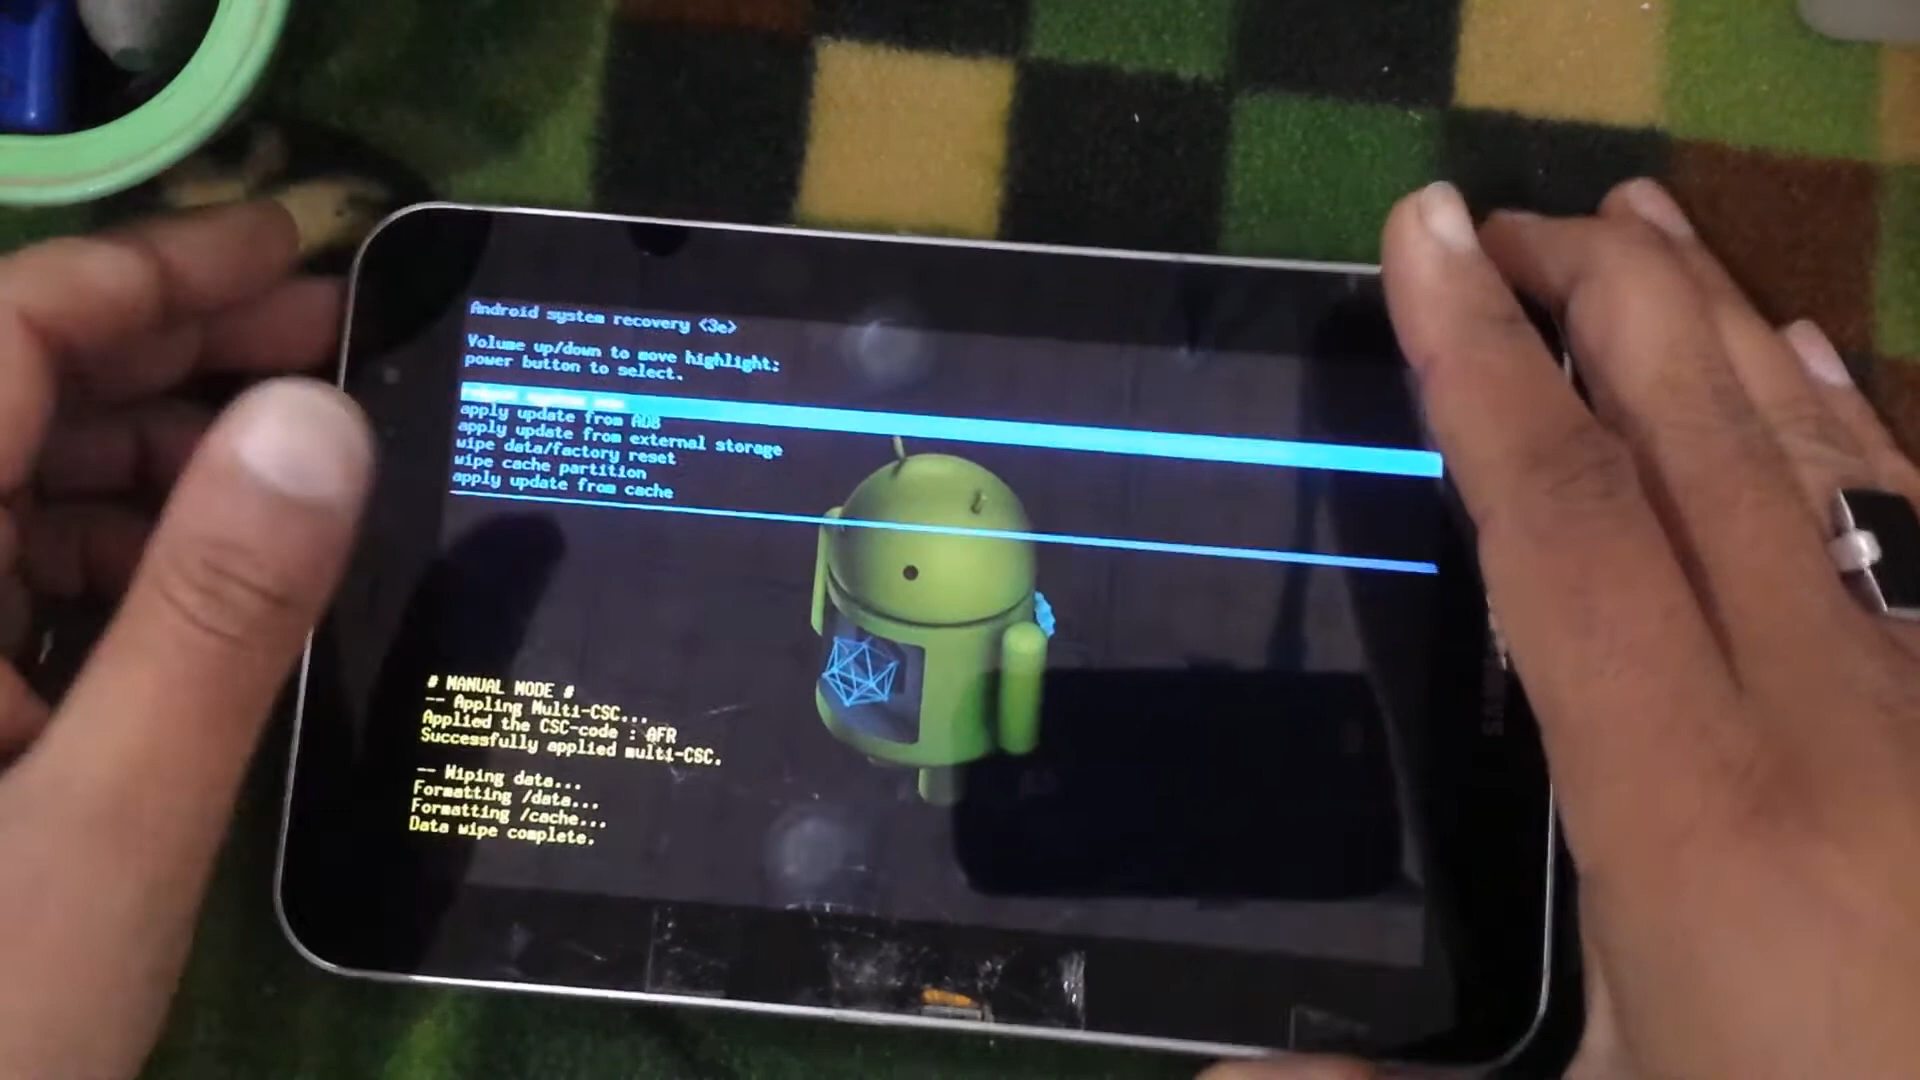 Android system recovery <3e>
Volume up/down to move highlight;
power button to select.
reboot system now
apply update from ADB
apply update from external storage
wipe data/factory reset
wipe cache partition
apply update from cache
# MANUAL MODE #
-- Appling Multi-CSC...
Applied the CSC-code : AFR
Successfully applied multi-CSC.
-- Wiping data...
Formatting /data...
Formatting /cache...
Data wipe complete.